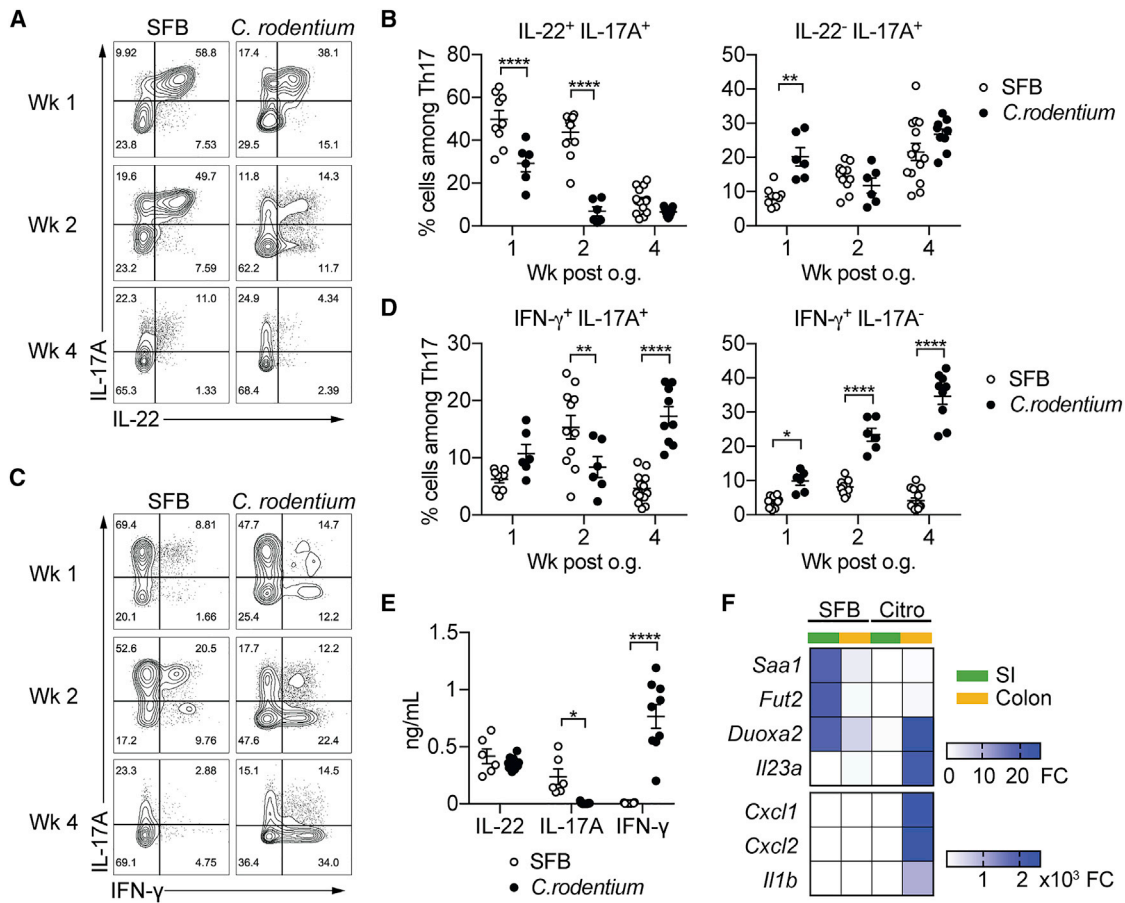 A
SFB
C. rodentium
Wk 1
9.92
58.8
23.8
7.53
17.4
38.1
29.5
15.1
Wk 2
19.6
49.7
23.2
7.59
11.8
14.3
62.2
11.7
Wk 4
22.3
11.0
65.3
1.33
24.9
4.34
68.4
2.39
IL-17A
IL-22
B
IL-22+ IL-17A+
% cells among Th17
80
60
40
20
0
****
****
1
2
4
Wk post o.g.
IL-22- IL-17A+
50
40
30
20
10
0
**
1
2
4
Wk post o.g.
SFB
C.rodentium
C
SFB
C. rodentium
Wk 1
69.4
8.81
20.1
1.66
47.7
14.7
25.4
12.2
Wk 2
52.6
20.5
17.2
9.76
17.7
12.2
47.6
22.4
Wk 4
23.3
2.88
69.1
4.75
15.1
14.5
36.4
34.0
IL-17A
IFN-γ
D
IFN-γ+ IL-17A+
% cells among Th17
30
20
10
0
**
****
1
2
4
Wk post o.g.
IFN-γ+ IL-17A-
50
40
30
20
10
0
*
****
****
1
2
4
Wk post o.g.
SFB
C.rodentium
E
ng/mL
1.5
1
0.5
0
*
****
IL-22
IL-17A
IFN-γ
SFB
C.rodentium
F
SFB
Citro
Saa1
Fut2
Duoxa2
Il23a
Cxcl1
Cxcl2
Il1b
SI
Colon
0 10 20 FC
1 2 x10³ FC